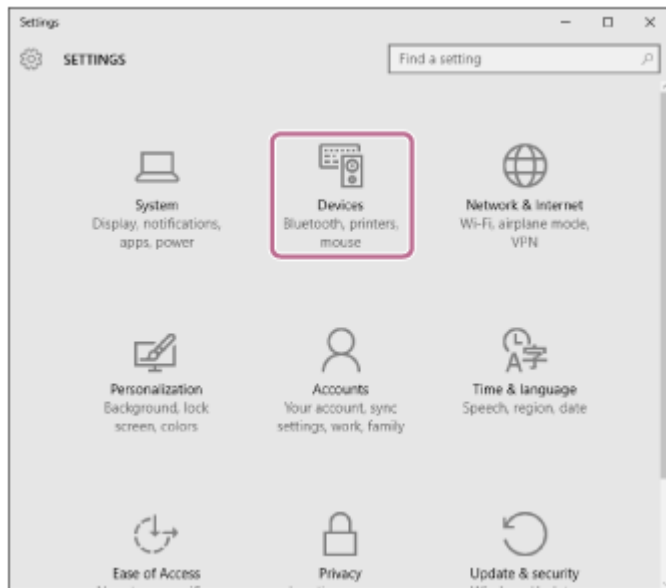 Settings
SETTINGS
Find a setting
System
Display, notifications,
apps, power
Devices
Bluetooth, printers,
mouse
Network & Internet
Wi-Fi, airplane mode,
VPN
Personalization
Background, lock
screen, colors
Accounts
Your account, sync
settings, work, family
A字
Time & language
Speech, region, date
Ease of Access
Privacy
Update & security